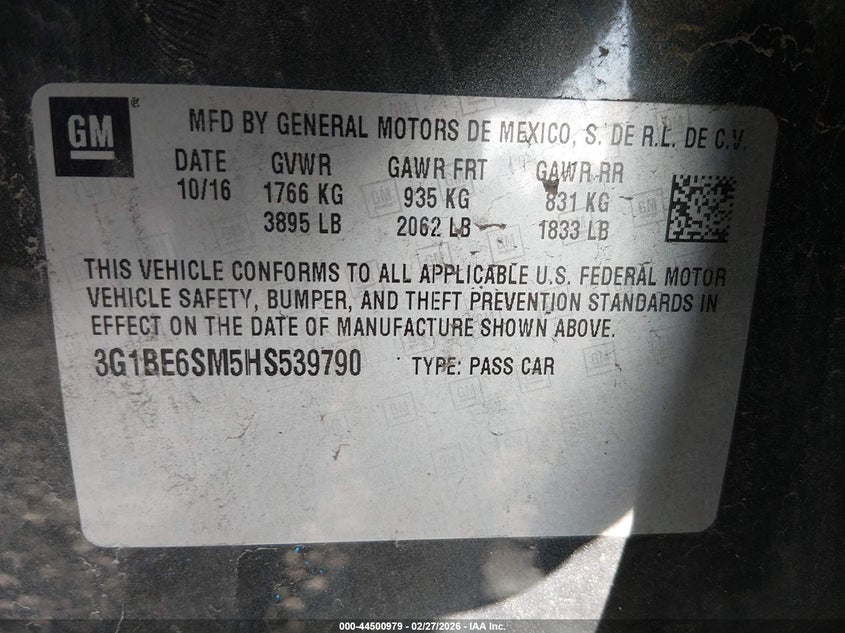 GM
MFD BY GENERAL MOTORS DE MEXICO, S. DE R.L. DE C.V.
DATE GVWR GAWR FRT GAWR RR
10/16 1766 KG 935 KG 831 KG
3895 LB 2062 LB 1833 LB
THIS VEHICLE CONFORMS TO ALL APPLICABLE U.S. FEDERAL MOTOR
VEHICLE SAFETY, BUMPER, AND THEFT PREVENTION STANDARDS IN
EFFECT ON THE DATE OF MANUFACTURE SHOWN ABOVE.
3G1BE6SM5HS539790 TYPE: PASS CAR
000-44500979 - 02/27/2026 - IAA Inc.